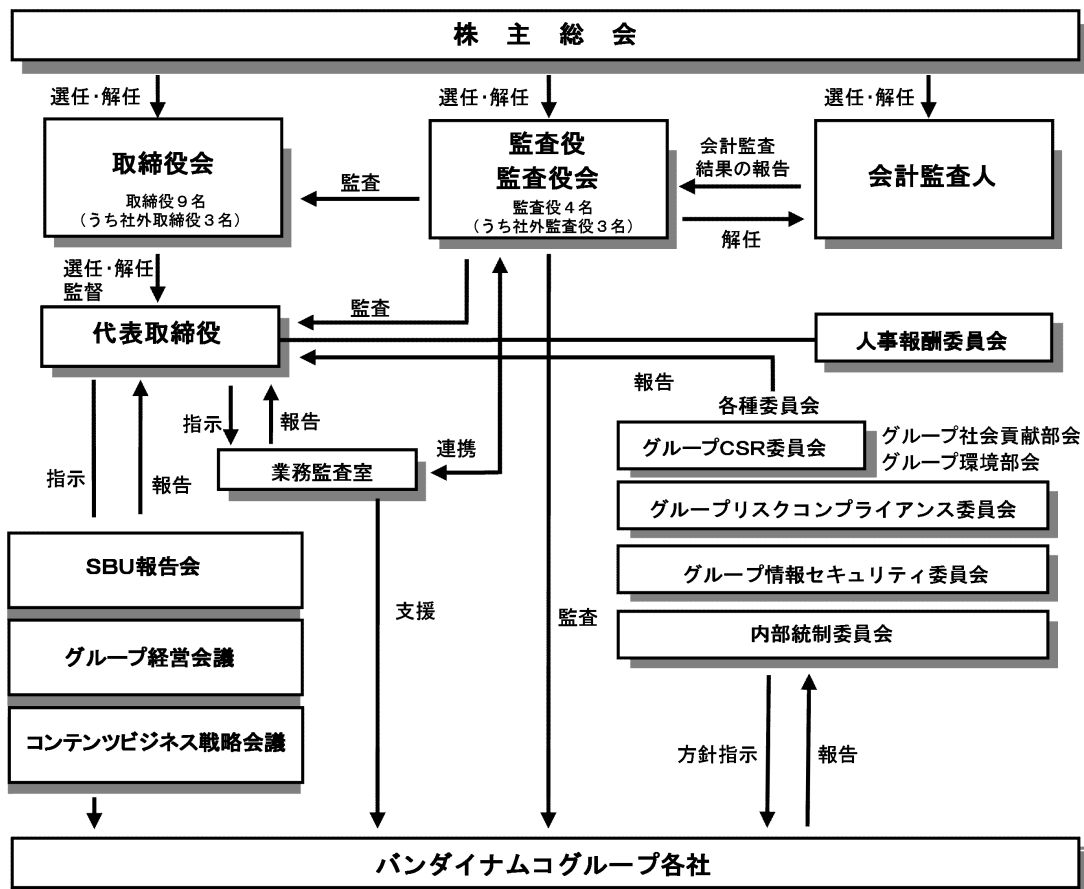 株主総会
選任・解任
選任・解任
選任・解任
取締役会
取締役９名
（うち社外取締役３名）
監査
監査役
監査役会
監査役４名
（うち社外監査役３名）
会計監査
結果の報告
解任
会計監査人
選任・解任
監督
監査
代表取締役
人事報酬委員会
報告
各種委員会
指示
報告
連携
グループCSR委員会
グループ社会貢献部会
グループ環境部会
業務監査室
指示
報告
グループリスクコンプライアンス委員会
SBU報告会
グループ情報セキュリティ委員会
支援
監査
内部統制委員会
グループ経営会議
コンテンツビジネス戦略会議
方針指示
報告
バンダイナムコグループ各社